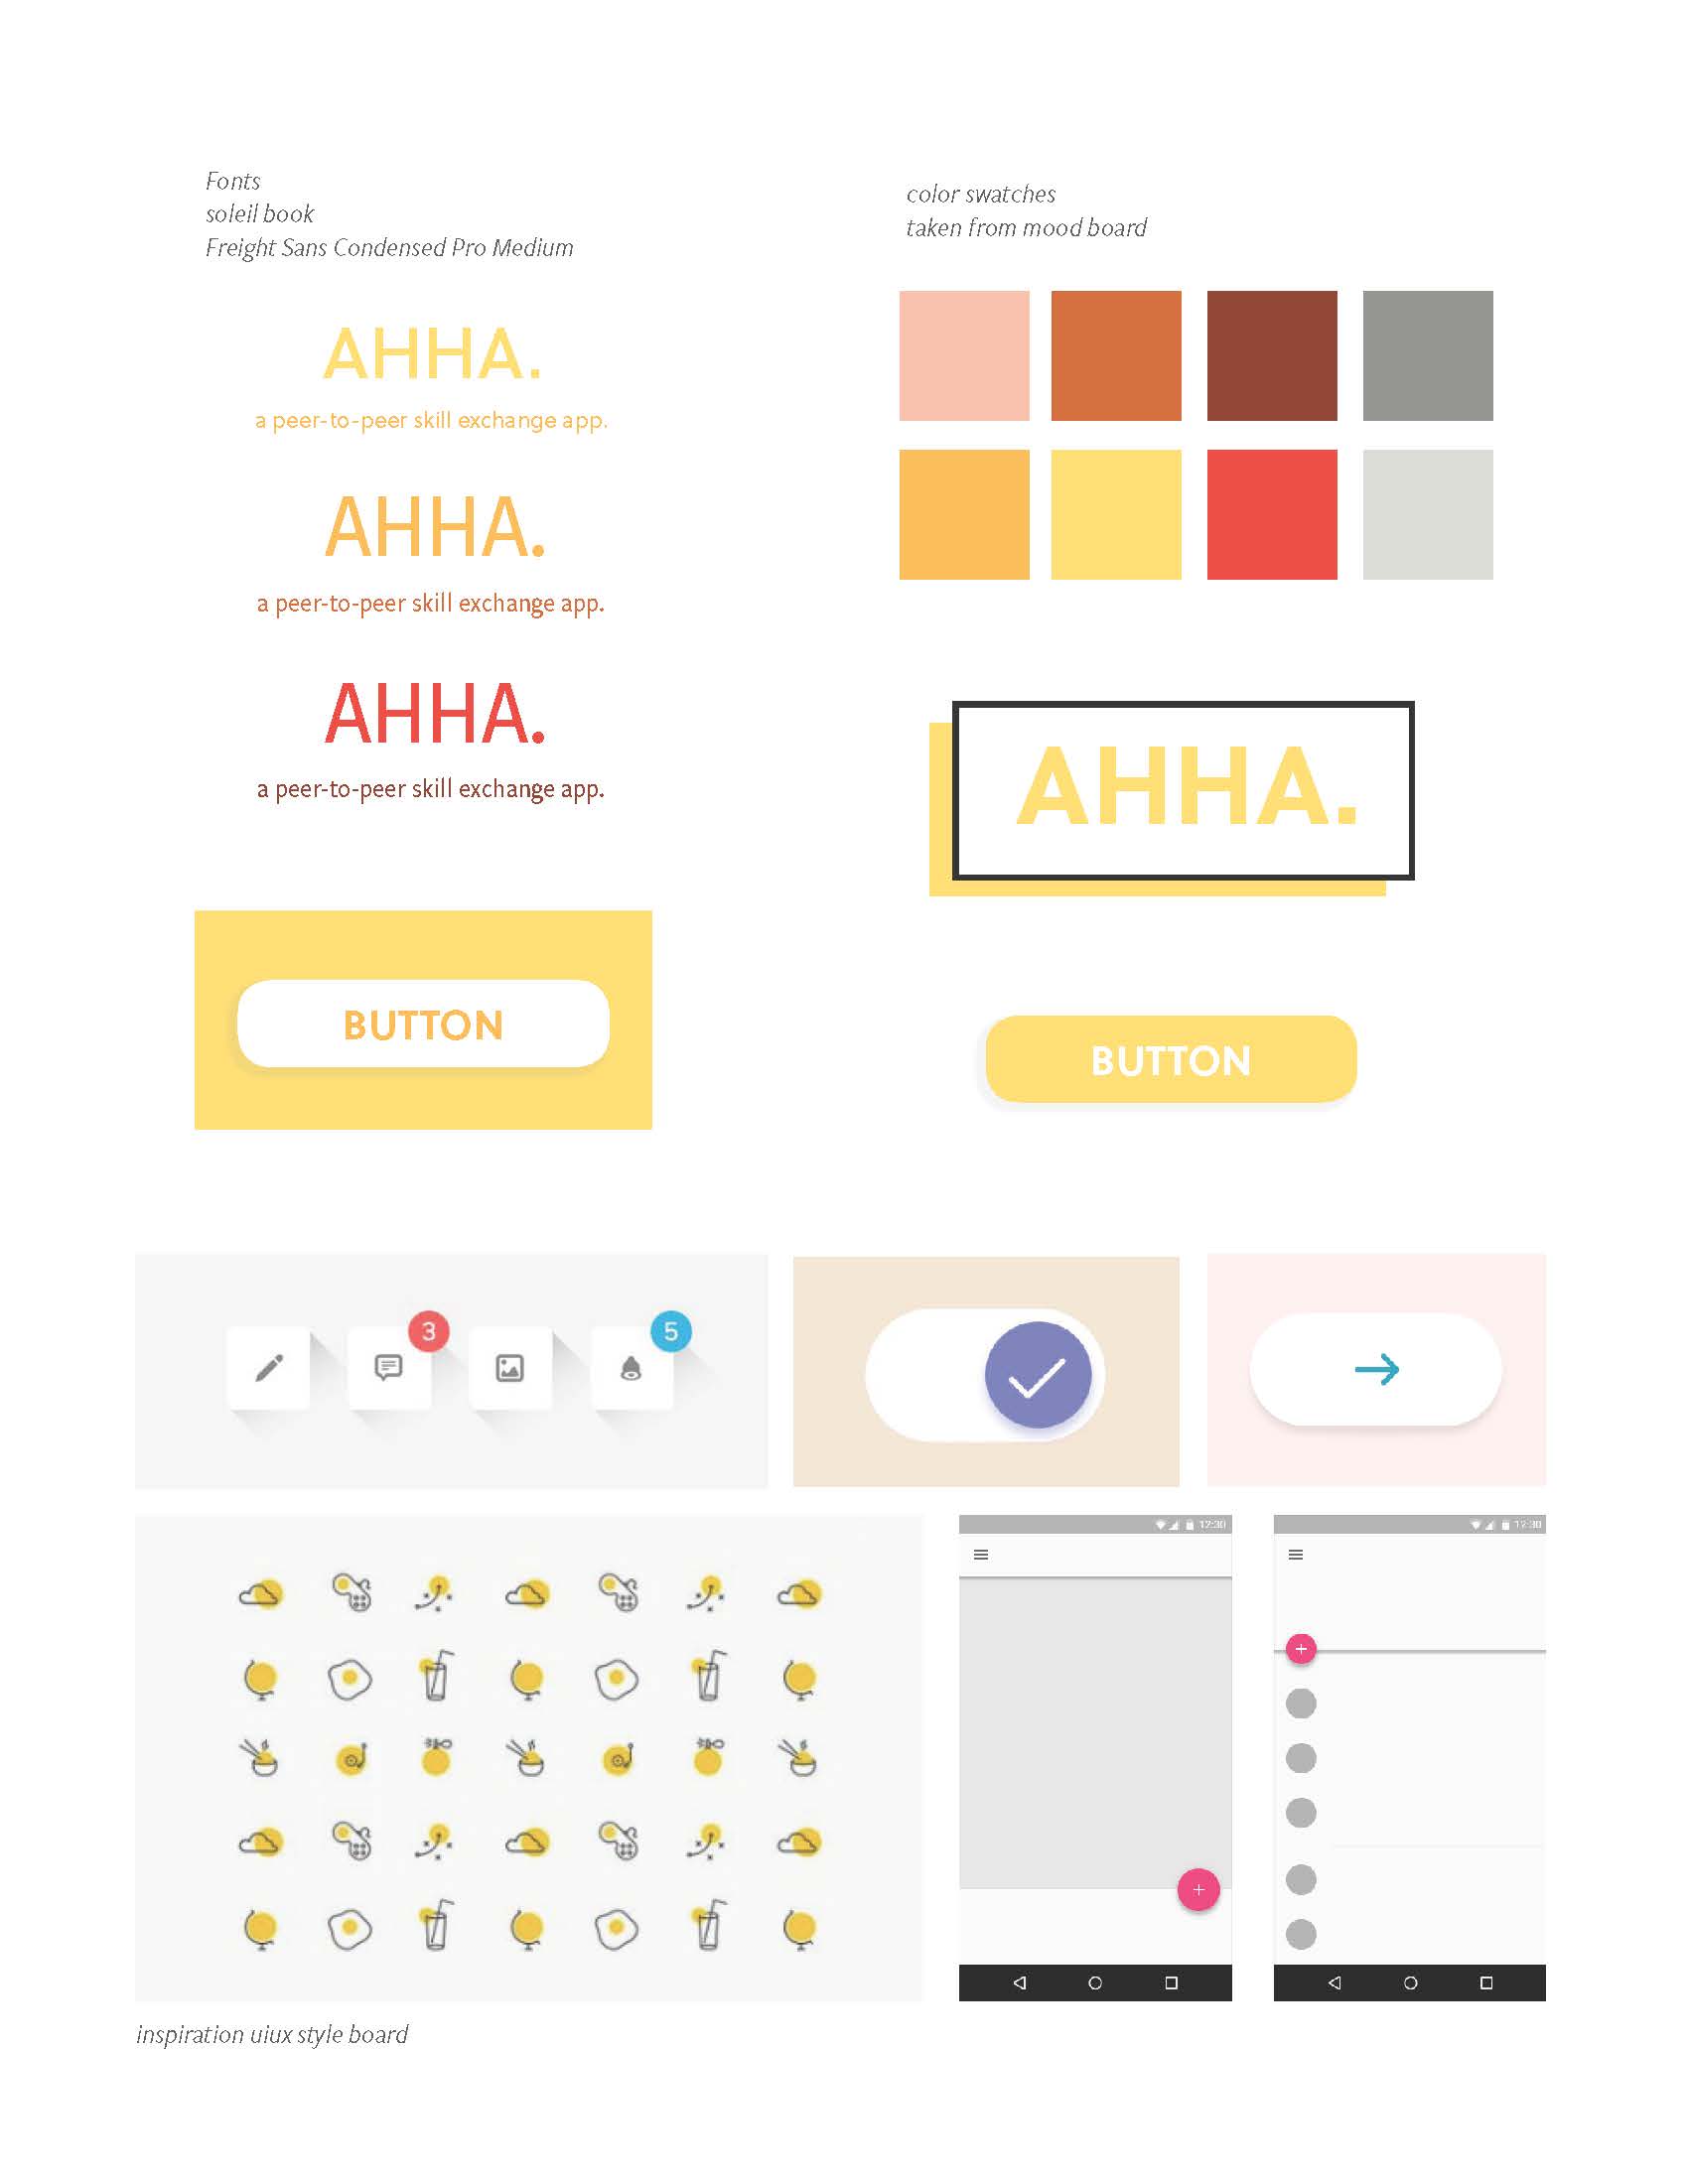 Fonts
soleil book
Freight Sans Condensed Pro Medium
color swatches
taken from mood board
AHHA.
a peer-to-peer skill exchange app.
AHHA.
a peer-to-peer skill exchange app.
AHHA.
a peer-to-peer skill exchange app.
AHHA.
BUTTON
BUTTON
3
5
12:30
12:30
inspiration uiux style board